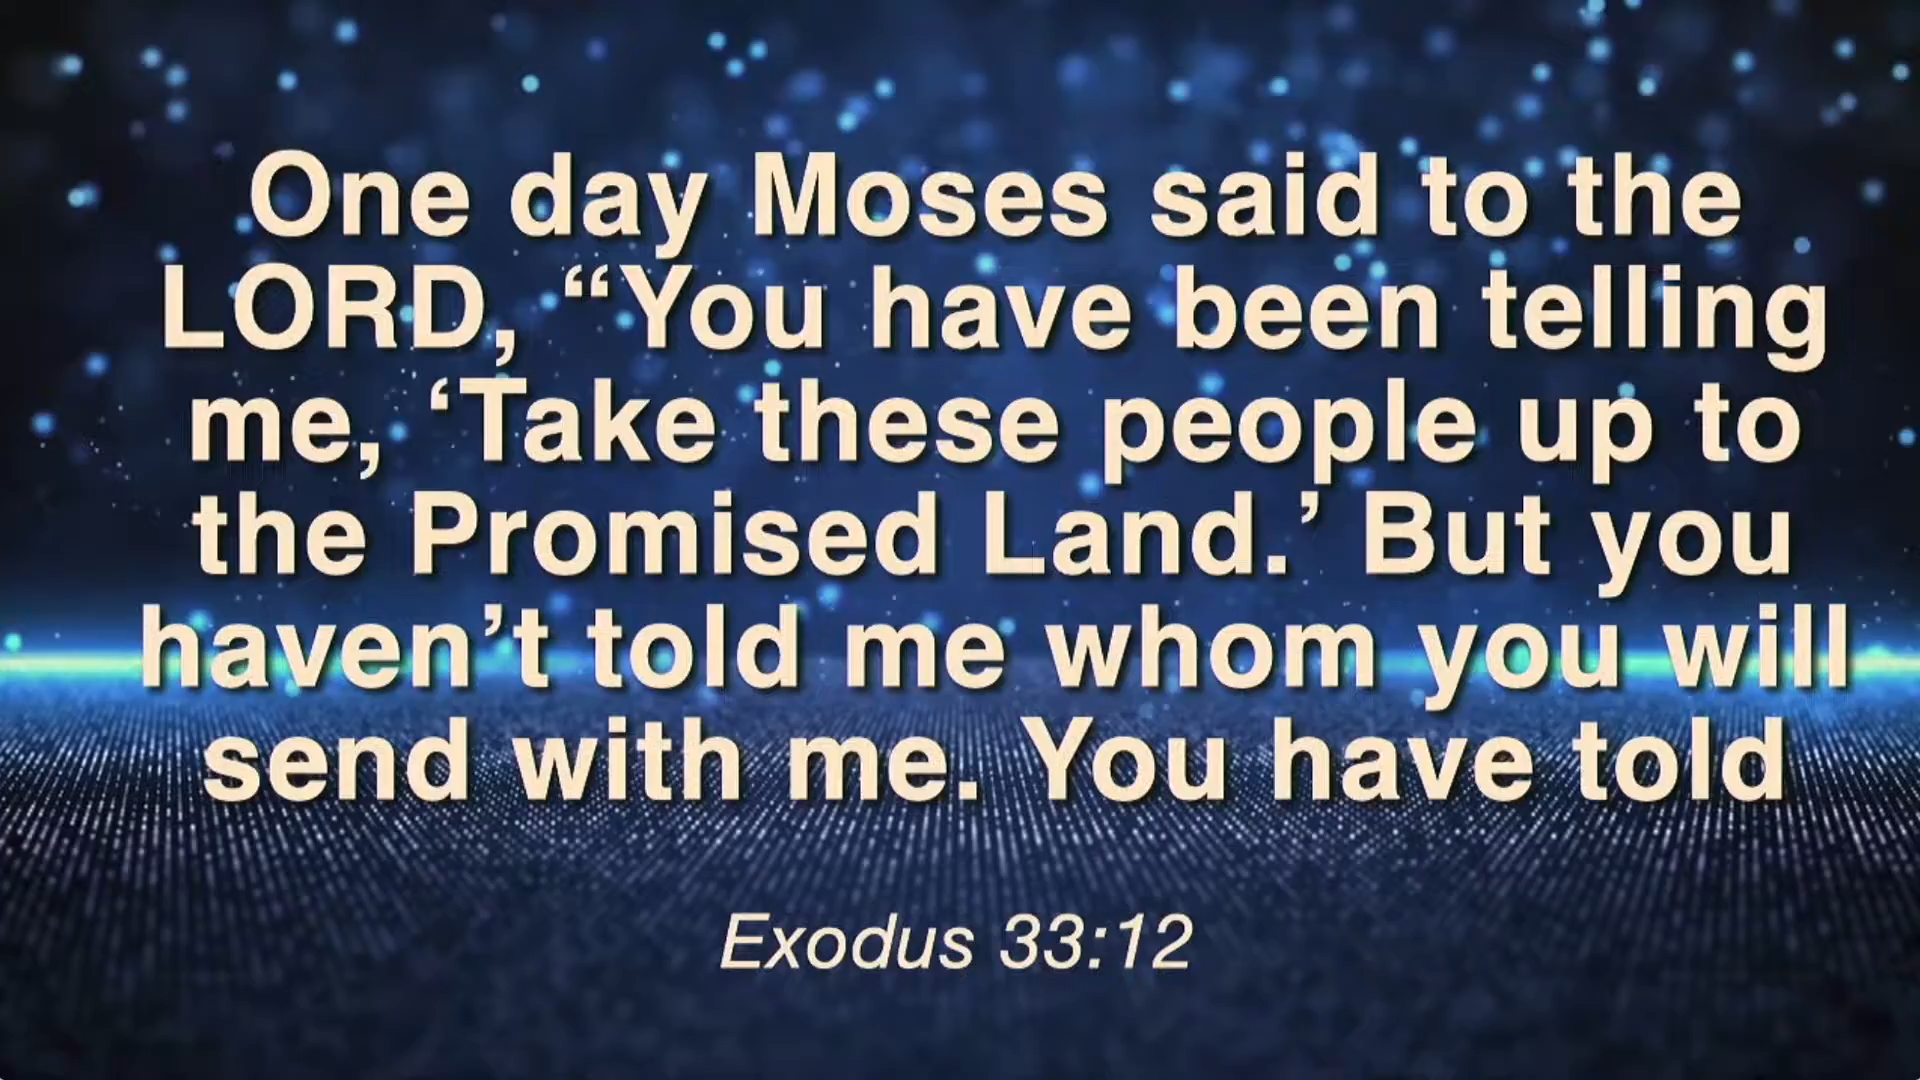 One day Moses said to the
LORD, “You have been telling
me, ‘Take these people up to
the Promised Land.’ But you
haven’t told me whom you will
send with me. You have told
Exodus 33:12